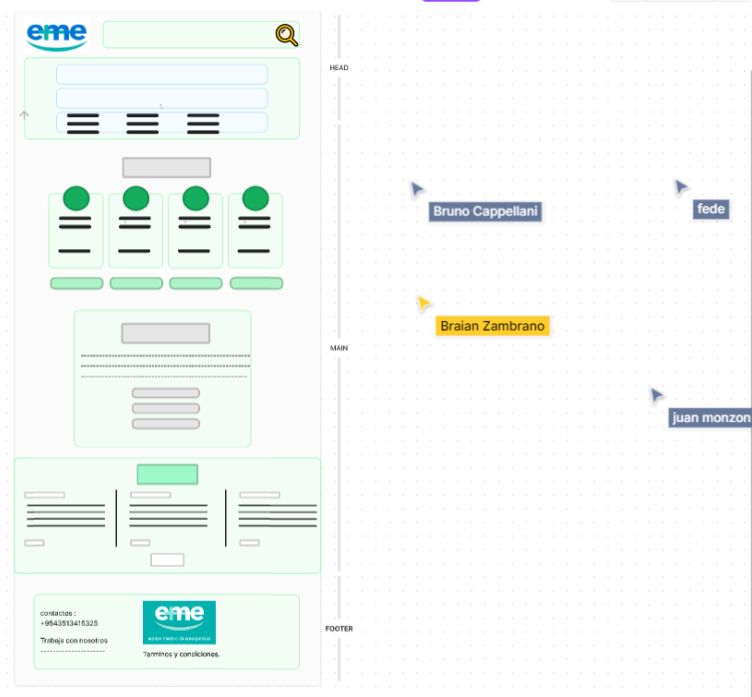 eme
HEAD
Bruno Cappellani
fede
Braian Zambrano
MAIN
juan monzon
contactos :
+9543513415325
Trabaja con nosotros
eme
Terminos y condiciones.
FOOTER